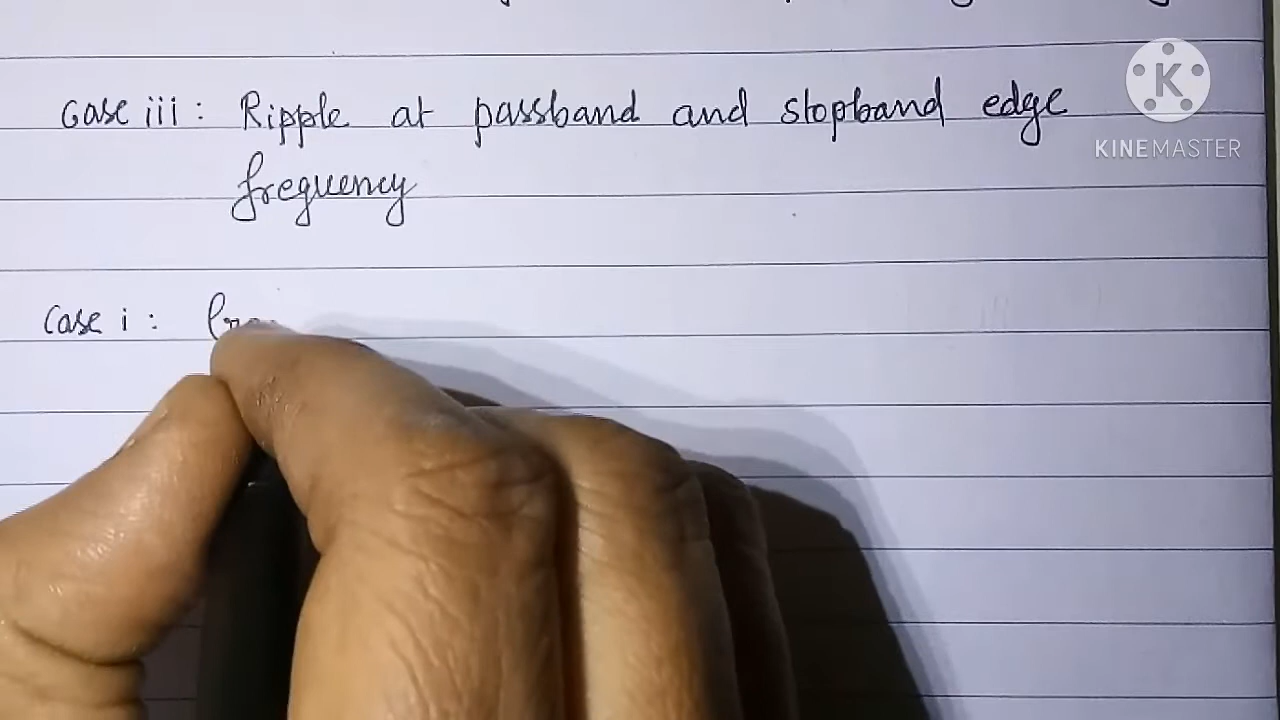 Case iii : Ripple at passband and stopband edge
frequency
K
KINEMASTER
Case i :